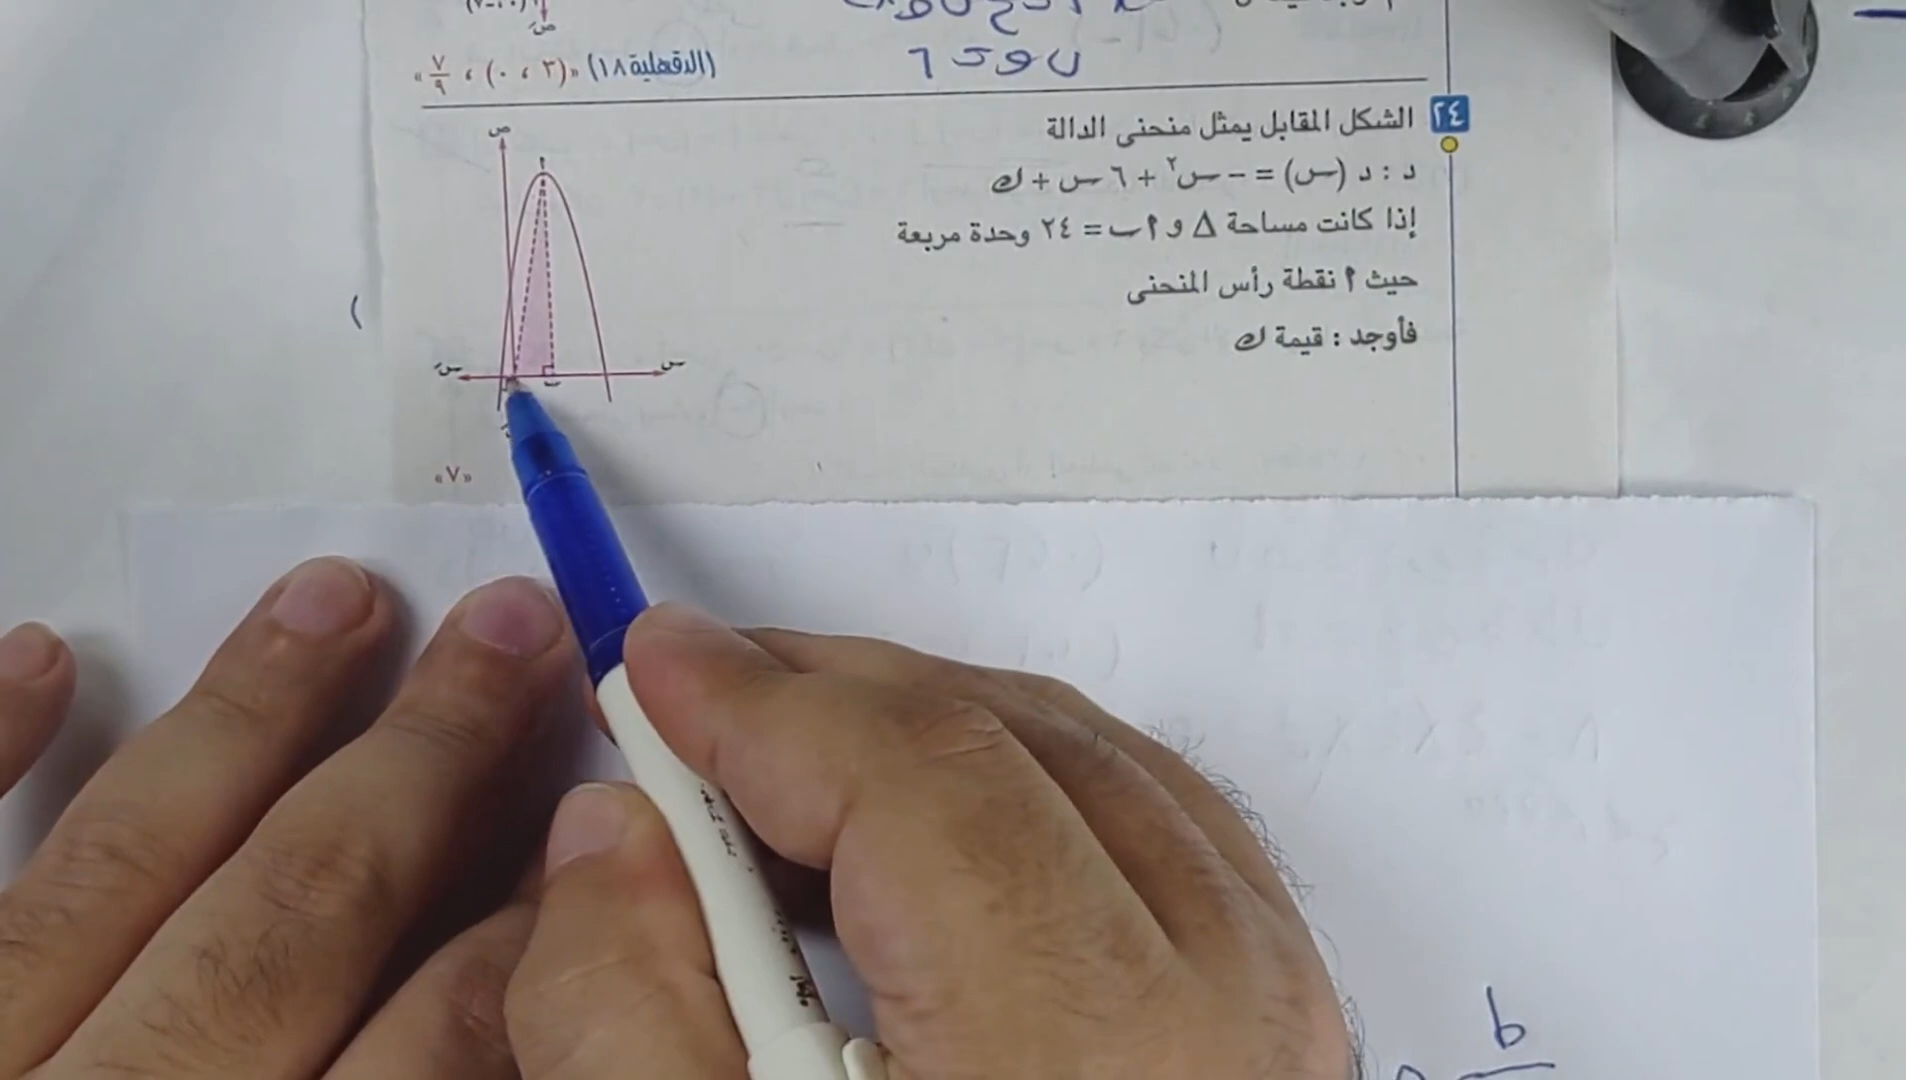 ص
(الدقهلية ١٨) «(٣ ، ٠) ، ٧/٩»
٢٤ الشكل المقابل يمثل منحنى الدالة
د : د (س) = - س٢ + ٦ س + ك
إذا كانت مساحة Δ و أ ب = ٢٤ وحدة مربعة
حيث أ نقطة رأس المنحنى
فأوجد : قيمة ك
ص
أ
س
سَ
ب
«٧»
b